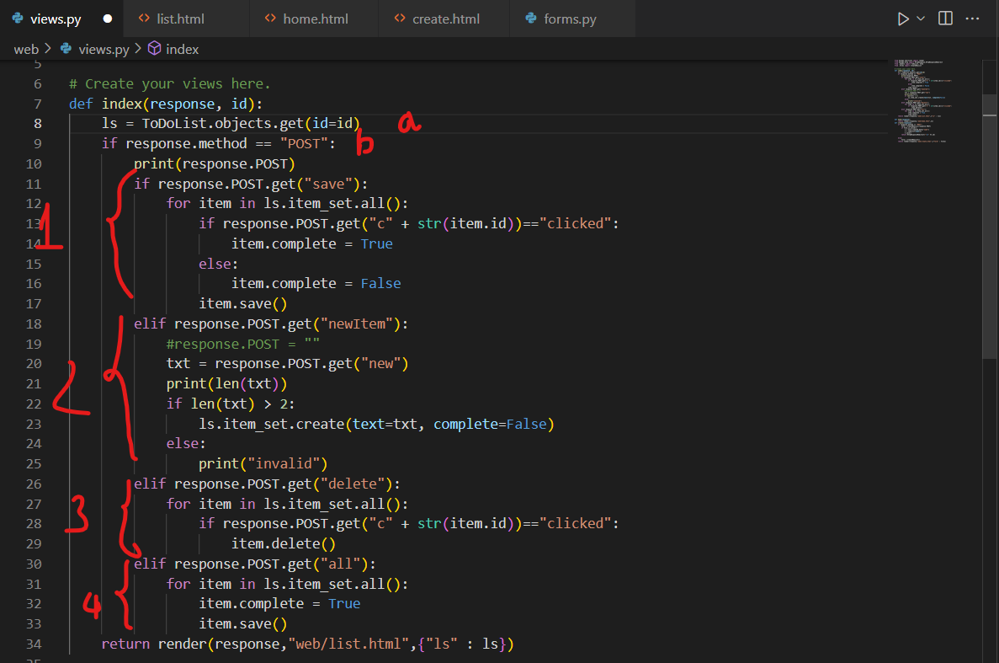 views.py list.html home.html create.html forms.py
web > views.py > index
5
6 # Create your views here.
7 def index(response, id):
8     ls = ToDoList.objects.get(id=id) a
9     if response.method == "POST": b
10         print(response.POST)
11         if response.POST.get("save"):
12             for item in ls.item_set.all():
13                 if response.POST.get("c" + str(item.id))=="clicked":
1
14                     item.complete = True
15                 else:
16                     item.complete = False
17                 item.save()
18         elif response.POST.get("newItem"):
19             #response.POST = ""
20             txt = response.POST.get("new")
21             print(len(txt))
2
22             if len(txt) > 2:
23                 ls.item_set.create(text=txt, complete=False)
24             else:
25                 print("invalid")
26         elif response.POST.get("delete"):
27             for item in ls.item_set.all():
3
28                 if response.POST.get("c" + str(item.id))=="clicked":
29                     item.delete()
30         elif response.POST.get("all"):
31             for item in ls.item_set.all():
4
32                 item.complete = True
33                 item.save()
34     return render(response,"web/list.html",{"ls" : ls})
35